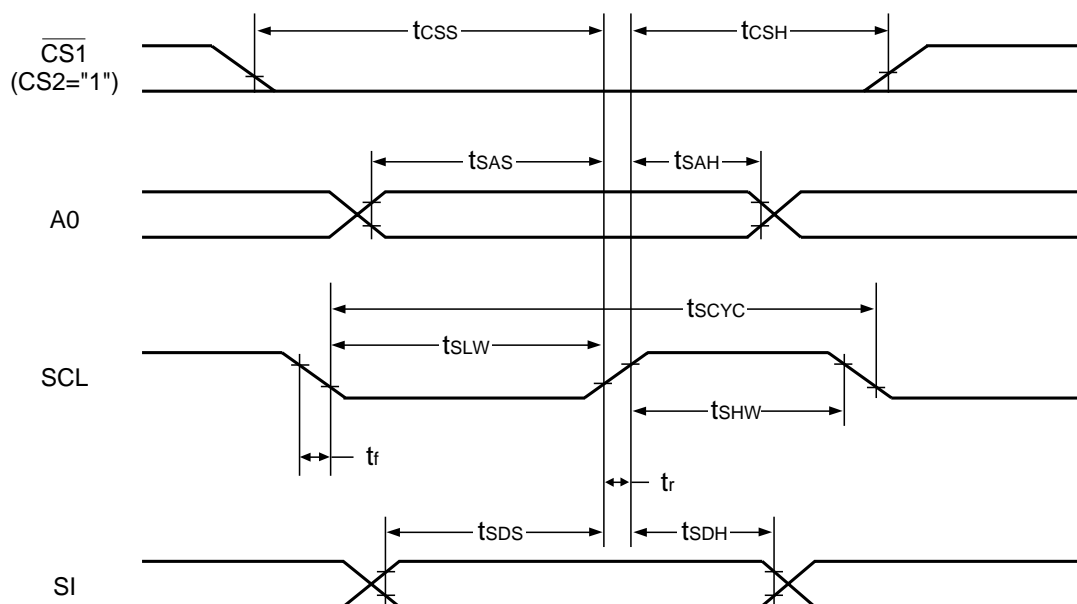 CS1
(CS2="1")
tCSS
tCSH
A0
tSAS
tSAH
SCL
tSCYC
tSLW
tSHW
tf
tr
SI
tSDS
tSDH